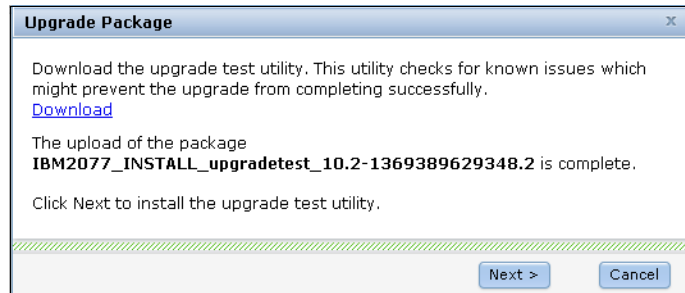 Upgrade Package x
Download the upgrade test utility. This utility checks for known issues which
might prevent the upgrade from completing successfully.
Download
The upload of the package
IBM2077_INSTALL_upgradetest_10.2-1369389629348.2 is complete.
Click Next to install the upgrade test utility.
Next > Cancel